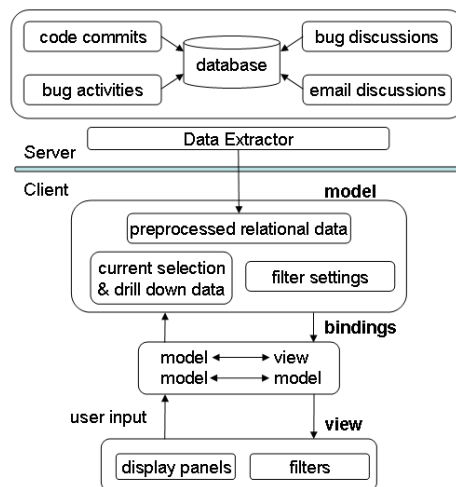 code commits
bug discussions
database
bug activities
email discussions
Data Extractor
Server
Client
model
preprocessed relational data
current selection
& drill down data
filter settings
bindings
model view
model model
user input
view
display panels
filters